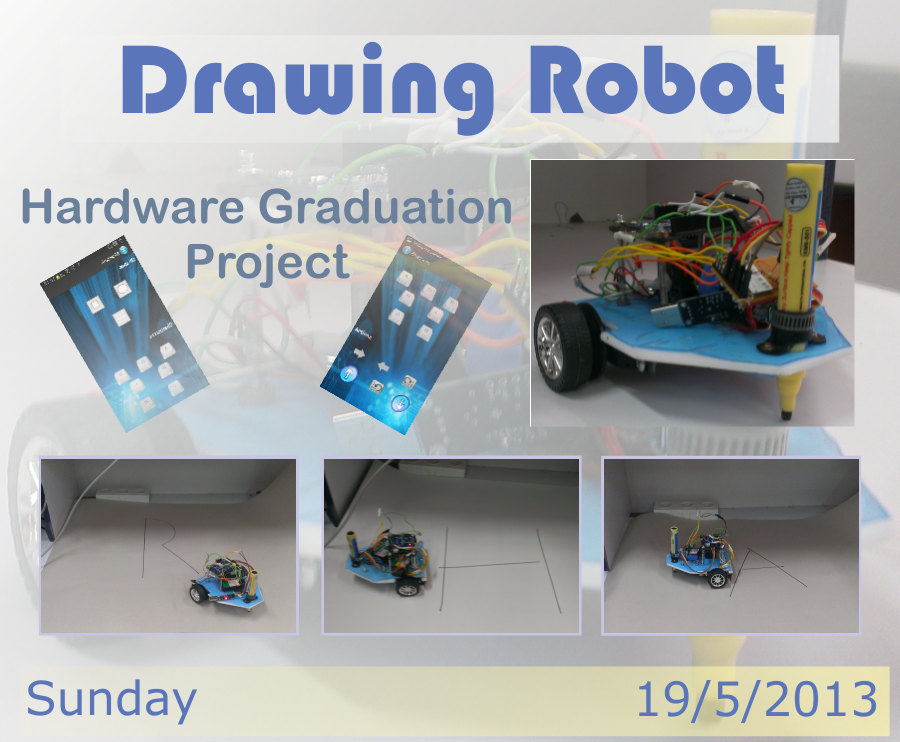 Drawing Robot
Hardware Graduation
Project
R
H
A
Sunday
19/5/2013